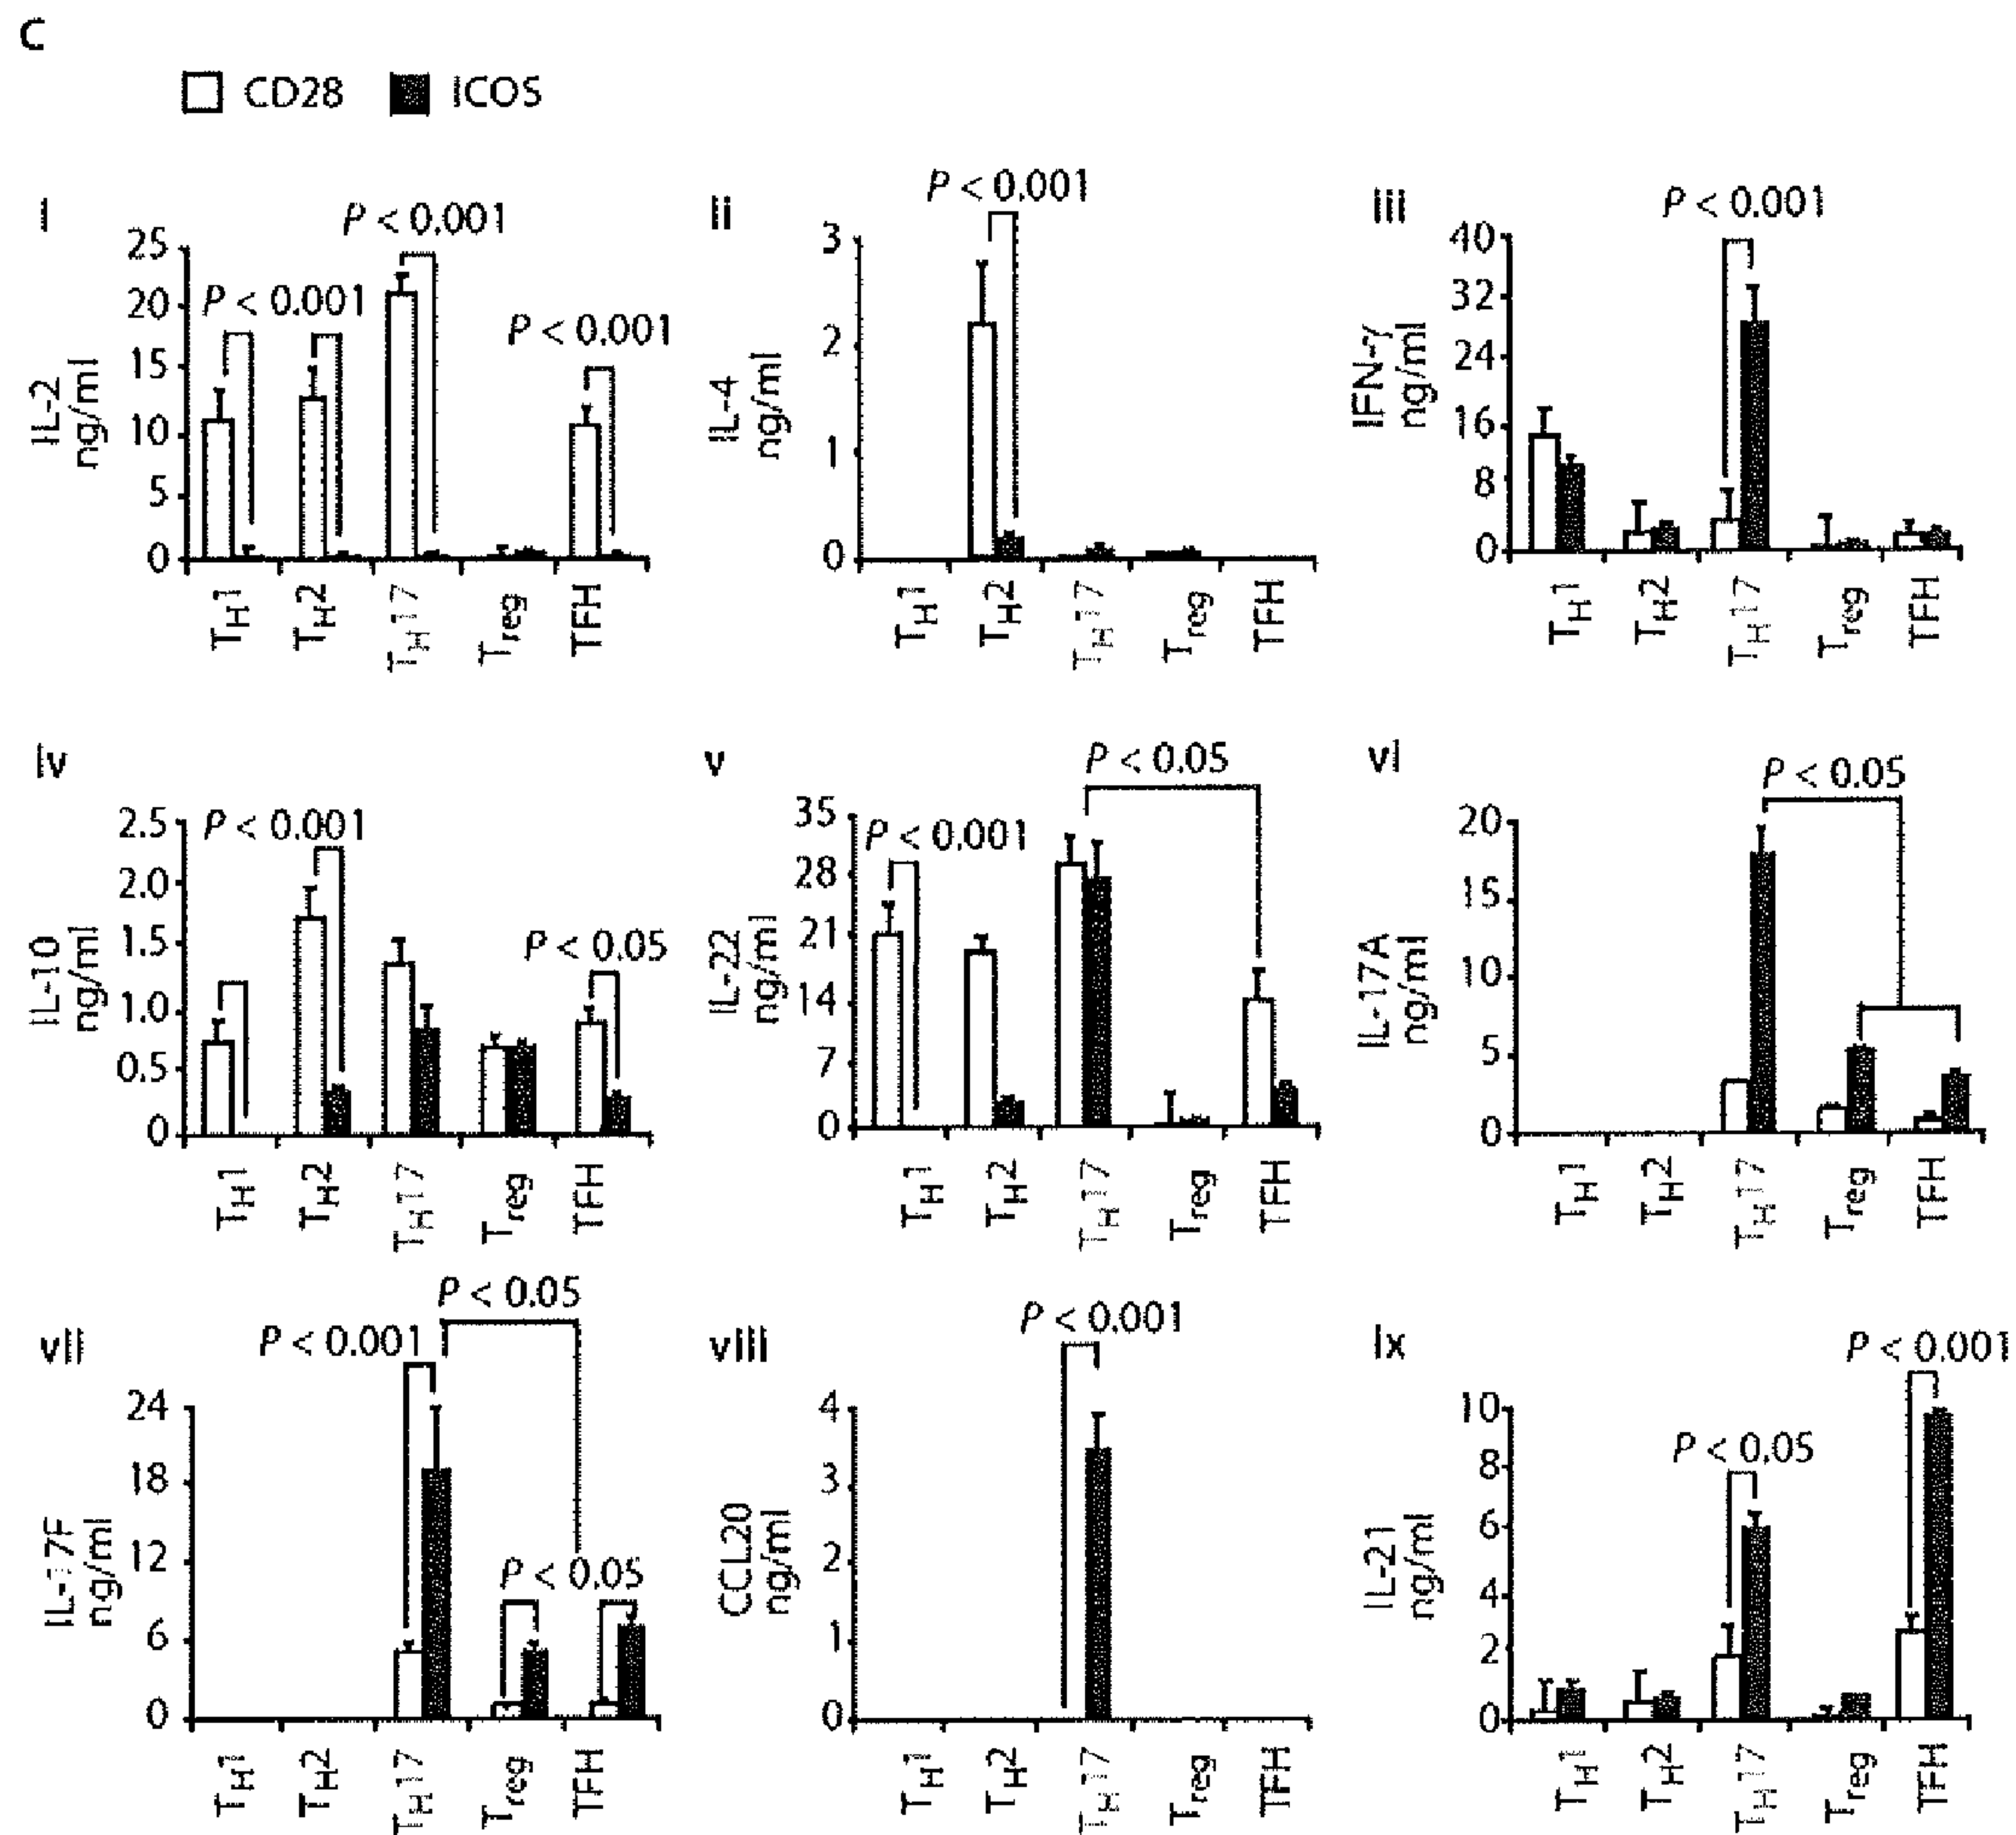 C
CD28 ICOS
i
P < 0.001
P < 0.001
P < 0.001
25
20
15
10
5
0
IL-2
ng/ml
TH1 TH2 TH17 Treg TFH
ii
P < 0.001
3
2
1
0
IL-4
ng/ml
TH1 TH2 TH17 Treg TFH
iii
P < 0.001
40
32
24
16
8
0
IFN-γ
ng/ml
TH1 TH2 TH17 Treg TFH
iv
P < 0.001
P < 0.05
2.5
2.0
1.5
1.0
0.5
0
IL-10
ng/ml
TH1 TH2 TH17 Treg TFH
v
P < 0.05
P < 0.001
35
28
21
14
7
0
IL-22
ng/ml
TH1 TH2 TH17 Treg TFH
vi
P < 0.05
20
15
10
5
0
IL-17A
ng/ml
TH1 TH2 TH17 Treg TFH
vii
P < 0.05
P < 0.001
P < 0.05
24
18
12
6
0
IL-17F
ng/ml
TH1 TH2 TH17 Treg TFH
viii
P < 0.001
4
3
2
1
0
CCL20
ng/ml
TH1 TH2 TH17 Treg TFH
ix
P < 0.001
P < 0.05
10
8
6
4
2
0
IL-21
ng/ml
TH1 TH2 TH17 Treg TFH